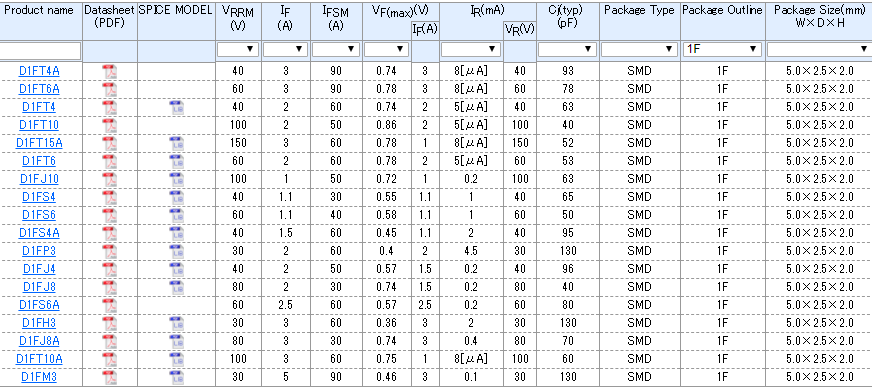 Product name Datasheet (PDF) SPICE MODEL VRRM (V) IF (A) IFSM (A) VF(max)(V) IF(A) IR(mA) VR(V) Cj(typ) (pF) Package Type Package Outline Package Size(mm) W×D×H
1F
D1FT4A 40 3 90 0.74 3 8[μA] 40 93 SMD 1F 5.0×2.5×2.0
D1FT6A 60 3 90 0.78 3 8[μA] 60 78 SMD 1F 5.0×2.5×2.0
D1FT4 40 2 60 0.74 2 5[μA] 40 63 SMD 1F 5.0×2.5×2.0
D1FT10 100 2 50 0.86 2 5[μA] 100 40 SMD 1F 5.0×2.5×2.0
D1FT15A 150 3 60 0.78 1 8[μA] 150 52 SMD 1F 5.0×2.5×2.0
D1FT6 60 2 60 0.78 2 5[μA] 60 53 SMD 1F 5.0×2.5×2.0
D1FJ10 100 1 50 0.72 1 0.2 100 63 SMD 1F 5.0×2.5×2.0
D1FS4 40 1.1 30 0.55 1.1 1 40 65 SMD 1F 5.0×2.5×2.0
D1FS6 60 1.1 40 0.58 1.1 1 60 50 SMD 1F 5.0×2.5×2.0
D1FS4A 40 1.5 60 0.45 1.1 2 40 95 SMD 1F 5.0×2.5×2.0
D1FP3 30 2 60 0.4 2 4.5 30 130 SMD 1F 5.0×2.5×2.0
D1FJ4 40 2 50 0.57 1.5 0.2 40 96 SMD 1F 5.0×2.5×2.0
D1FJ8 80 2 30 0.74 1.5 0.2 80 40 SMD 1F 5.0×2.5×2.0
D1FS6A 60 2.5 60 0.57 2.5 0.2 60 80 SMD 1F 5.0×2.5×2.0
D1FH3 30 3 60 0.36 3 2 30 130 SMD 1F 5.0×2.5×2.0
D1FJ8A 80 3 30 0.74 3 0.4 80 70 SMD 1F 5.0×2.5×2.0
D1FT10A 100 3 60 0.75 1 8[μA] 100 60 SMD 1F 5.0×2.5×2.0
D1FM3 30 5 90 0.46 3 0.1 30 130 SMD 1F 5.0×2.5×2.0